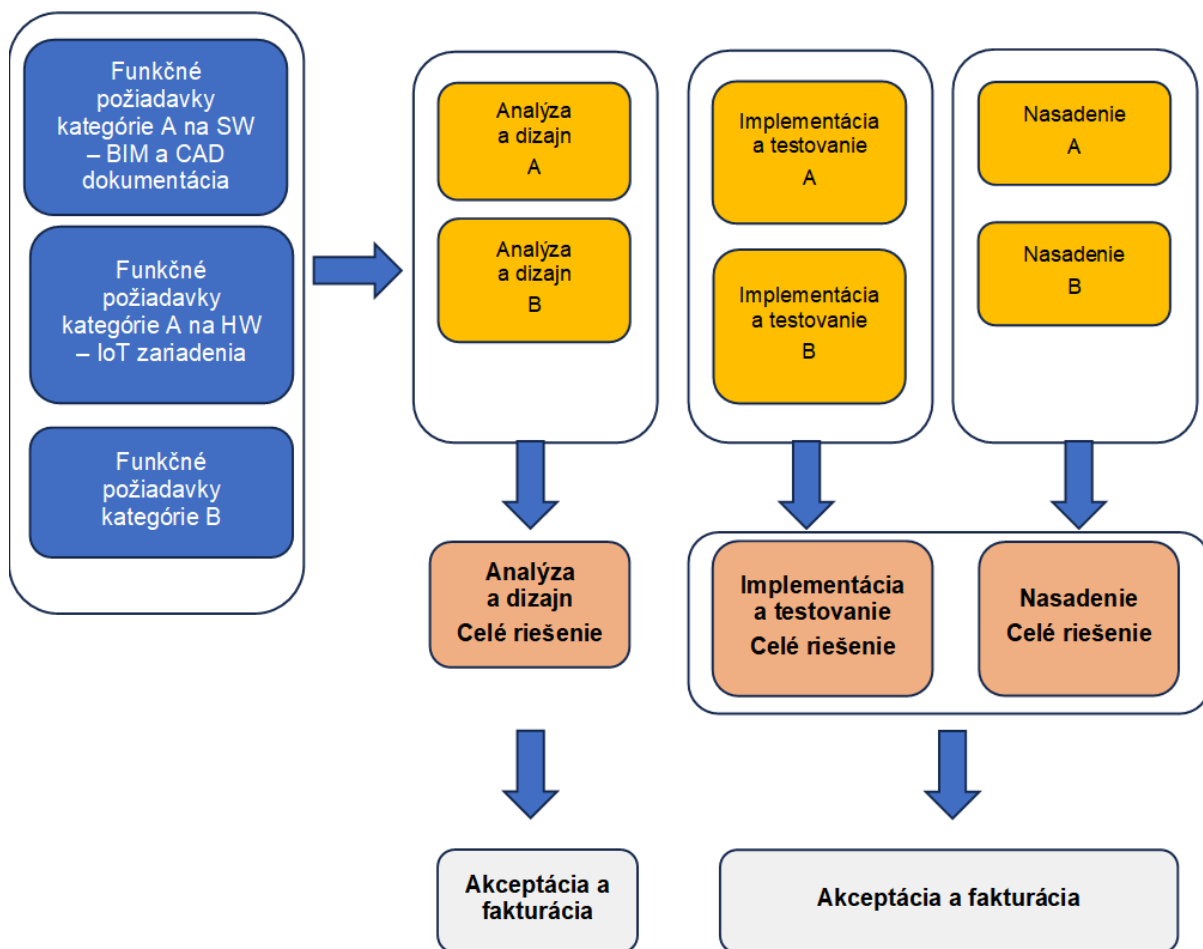 Funkčné
požiadavky
kategórie A na SW
– BIM a CAD
dokumentácia
Funkčné
požiadavky
kategórie A na HW
– IoT zariadenia
Funkčné
požiadavky
kategórie B
Analýza
a dizajn
A
Analýza
a dizajn
B
Implementácia
a testovanie
A
Implementácia
a testovanie
B
Nasadenie
A
Nasadenie
B
Analýza
a dizajn
Celé riešenie
Implementácia
a testovanie
Celé riešenie
Nasadenie
Celé riešenie
Akceptácia a
fakturácia
Akceptácia a fakturácia